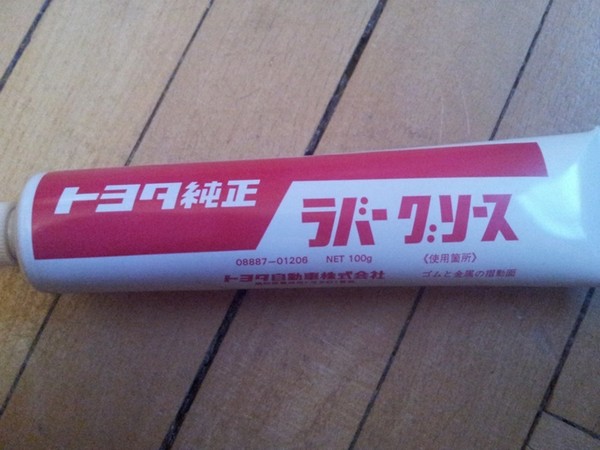 トヨタ純正
ラバーグリース
08887-01206 NET 100g
トヨタ自動車株式会社
《使用箇所》
ゴムと金属の摺動面